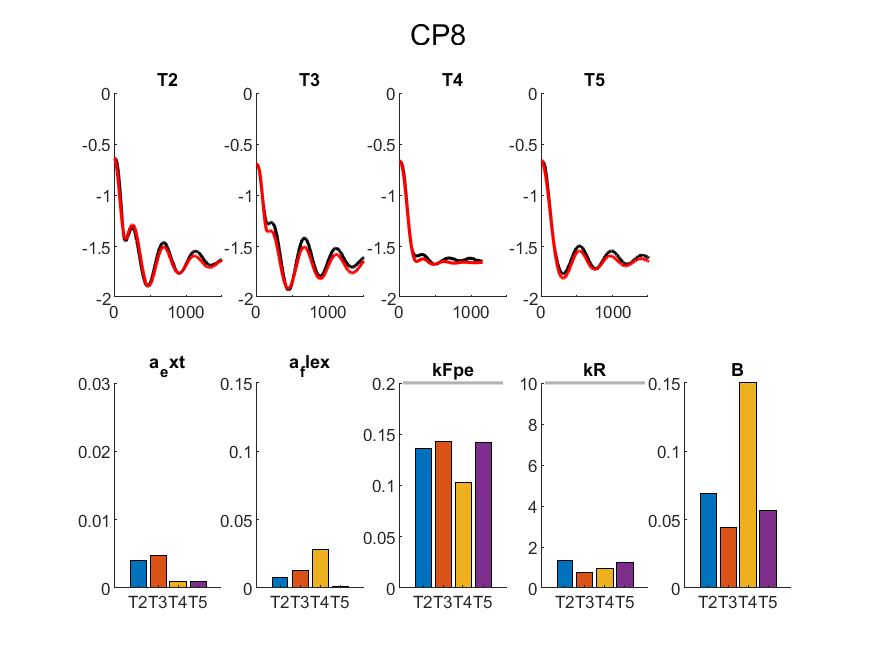 CP8
T2 T3 T4 T5
0 0 0 0
-0.5 -0.5 -0.5 -0.5
-1 -1 -1 -1
-1.5 -1.5 -1.5 -1.5
-2 -2 -2 -2
0 1000 0 1000 0 1000 0 1000
aext aflex kFpe kR B
0.03 0.15 0.2 10 0.15
0.15 8
0.02 0.1 0.1
0.1 6
4
0.01 0.05 0.05 0.05
2
0 0 0 0 0
T2T3T4T5 T2T3T4T5 T2T3T4T5 T2T3T4T5 T2T3T4T5